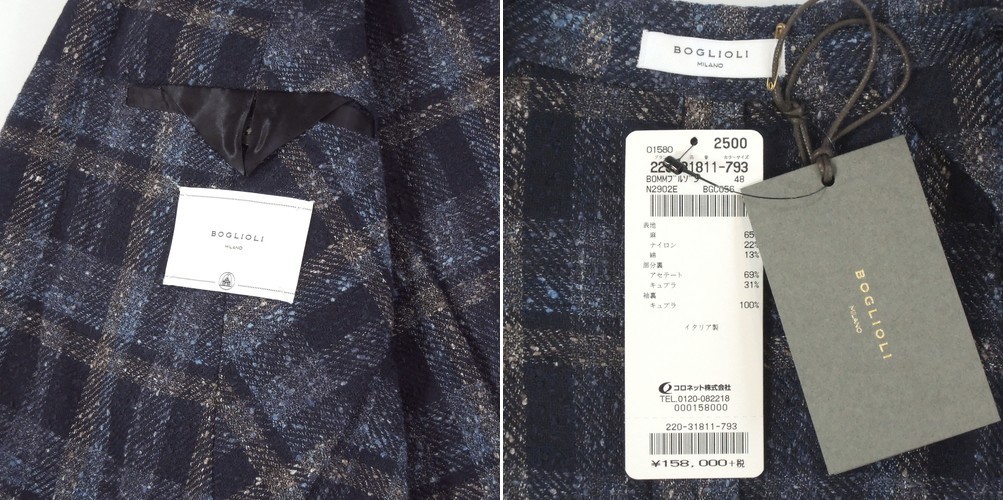 BOGLIOLI
MILANO
BOGLIOLI
MILANO
01580 2500
31811-793
48
N2902E BGC056
表地
麻 65
ナイロン 22%
綿 13%
部分裏
アセテート 69%
キュプラ 31%
袖裏
キュプラ 100%
イタリア製
コロネット株式会社
TEL.0120-082218
000158000
220-31811-793
¥158,000+税
BOGLIOLI
MILANO